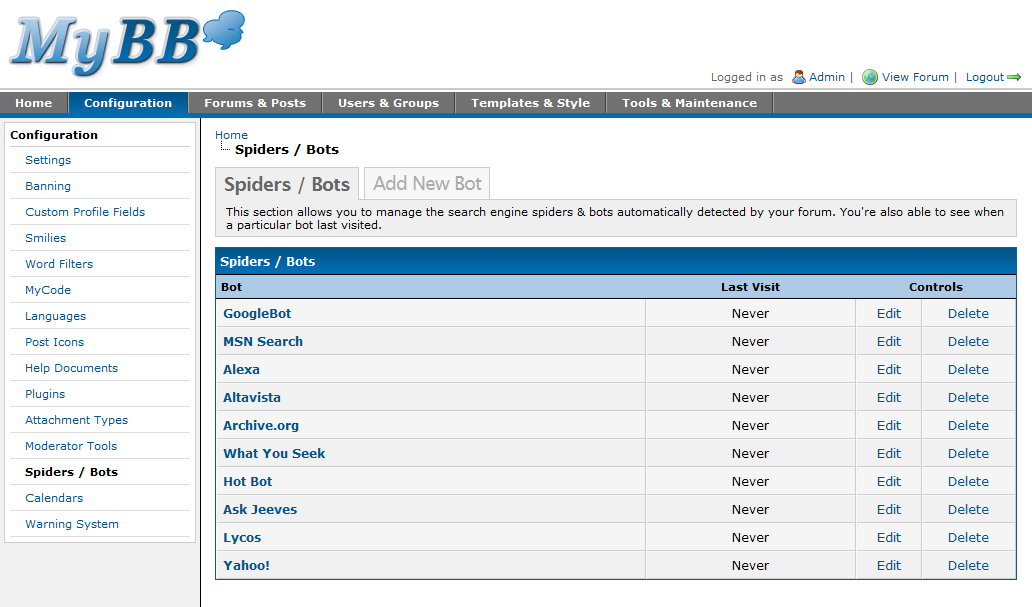 MyBB
Logged in as Admin | View Forum | Logout
Home Configuration Forums & Posts Users & Groups Templates & Style Tools & Maintenance
Configuration
Settings
Banning
Custom Profile Fields
Smilies
Word Filters
MyCode
Languages
Post Icons
Help Documents
Plugins
Attachment Types
Moderator Tools
Spiders / Bots
Calendars
Warning System
Home
Spiders / Bots
Spiders / Bots Add New Bot
This section allows you to manage the search engine spiders & bots automatically detected by your forum. You're also able to see when
a particular bot last visited.
Spiders / Bots
Bot Last Visit Controls
GoogleBot Never Edit Delete
MSN Search Never Edit Delete
Alexa Never Edit Delete
Altavista Never Edit Delete
Archive.org Never Edit Delete
What You Seek Never Edit Delete
Hot Bot Never Edit Delete
Ask Jeeves Never Edit Delete
Lycos Never Edit Delete
Yahoo! Never Edit Delete